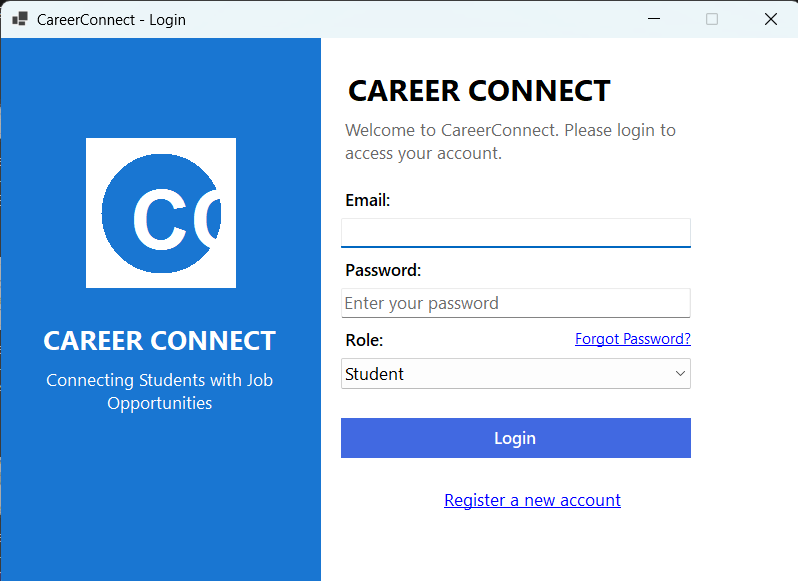 CareerConnect - Login
CC
CAREER CONNECT
Connecting Students with Job
Opportunities
CAREER CONNECT
Welcome to CareerConnect. Please login to
access your account.
Email:
Password:
Enter your password
Role:
Forgot Password?
Student
Login
Register a new account